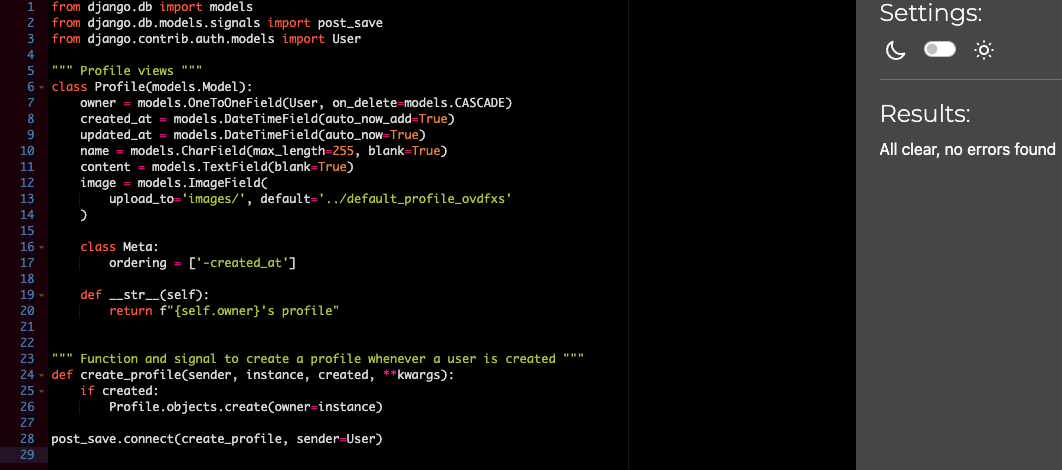 1 from django.db import models
2 from django.db.models.signals import post_save
3 from django.contrib.auth.models import User
4
5 """ Profile views """
6 class Profile(models.Model):
7     owner = models.OneToOneField(User, on_delete=models.CASCADE)
8     created_at = models.DateTimeField(auto_now_add=True)
9     updated_at = models.DateTimeField(auto_now=True)
10     name = models.CharField(max_length=255, blank=True)
11     content = models.TextField(blank=True)
12     image = models.ImageField(
13         upload_to='images/', default='../default_profile_ovdfxs'
14     )
15
16     class Meta:
17         ordering = ['-created_at']
18
19     def __str__(self):
20         return f"{self.owner}'s profile"
21
22
23 """ Function and signal to create a profile whenever a user is created """
24 def create_profile(sender, instance, created, **kwargs):
25     if created:
26         Profile.objects.create(owner=instance)
27
28 post_save.connect(create_profile, sender=User)
29
Settings:
Results:
All clear, no errors found